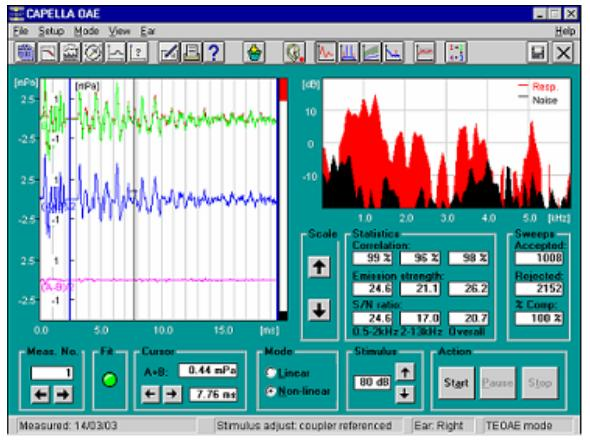 CAPELLA OAE
File Setup Mode View Ear Help
[mPa] [mPa]
2.5 1
-2.5 -1
1
-2.5 -1
2.5 1
(A-B)/2
-2.5 -1
0.0 5.0 10.0 15.0 [ms]
[dB]
Resp.
Noise
10
0
-10
1.0 2.0 3.0 4.0 5.0 [kHz]
Scale
Statistics
Correlation:
99 % 96 % 98 %
Emission strength:
24.6 21.1 26.2
S/N ratio:
24.6 17.0 20.7
0.5-2kHz 2-13kHz Overall
Sweeps
Accepted:
1008
Rejected:
2152
% Comp:
100 %
Meas. No.
1
Fit
Cursor
A+B: 0.44 mPa
7.76 ms
Mode
Linear
Non-linear
Stimulus
80 dB
Action
Start Pause Stop
Measured: 14/03/03 Stimulus adjust: coupler referenced Ear: Right TEOAE mode